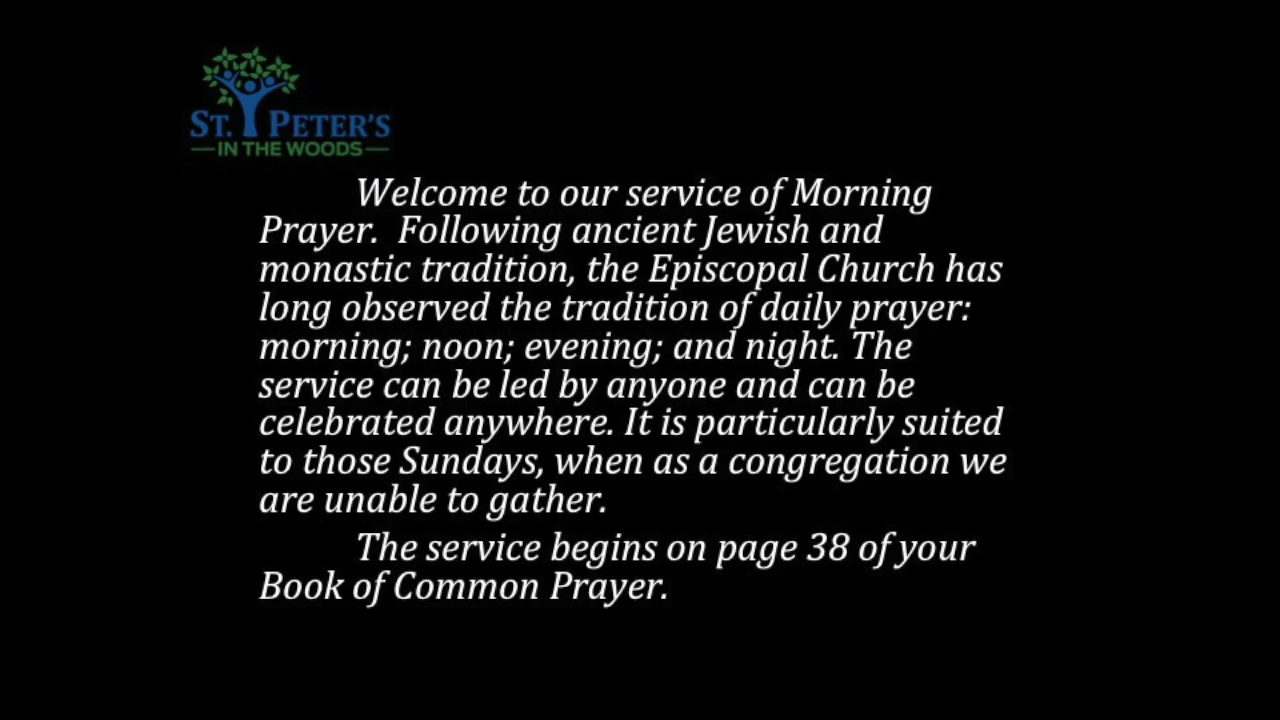 ST. PETER'S
IN THE WOODS
Welcome to our service of Morning
Prayer.  Following ancient Jewish and
monastic tradition, the Episcopal Church has
long observed the tradition of daily prayer:
morning; noon; evening; and night. The
service can be led by anyone and can be
celebrated anywhere. It is particularly suited
to those Sundays, when as a congregation we
are unable to gather.
The service begins on page 38 of your
Book of Common Prayer.